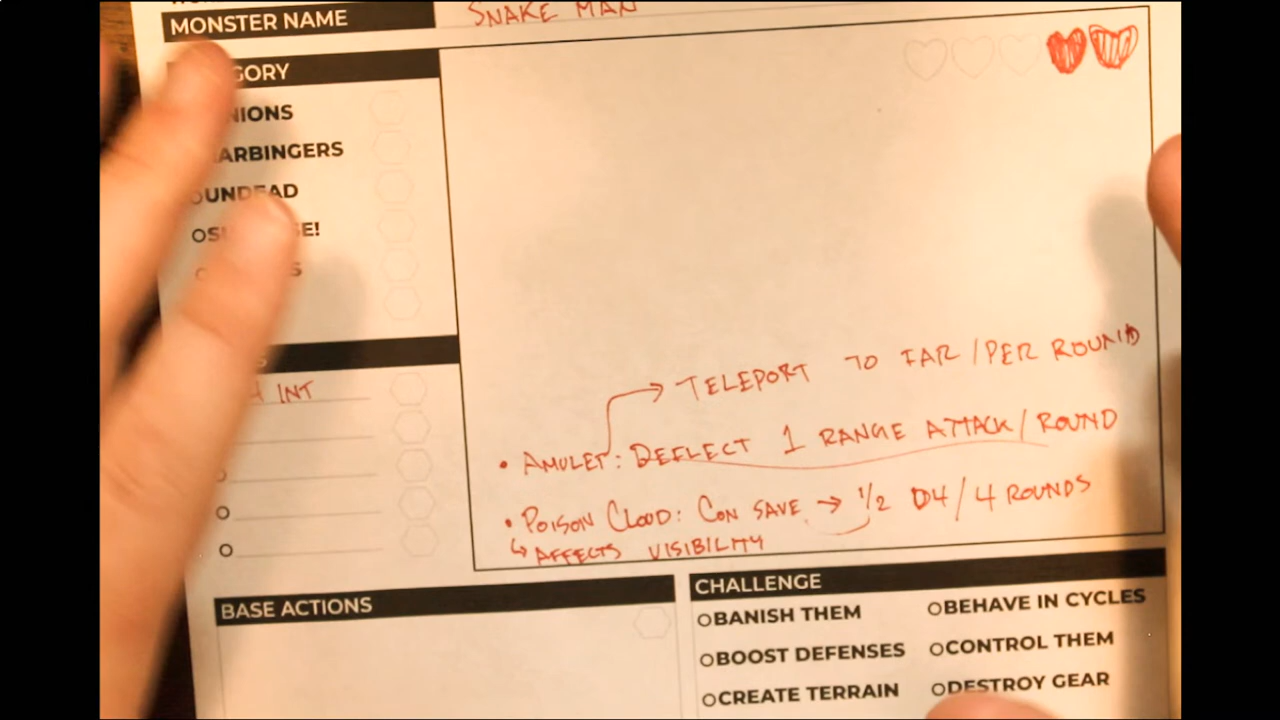 MONSTER NAME
SNAKE MAN
UNDEAD
INT
→ TELEPORT TO FAR/PER ROUND
• AMULET: DEFLECT 1 RANGE ATTACK/ROUND
• POISON CLOUD: CON SAVE → 1/2 D4/4 ROUNDS
↳ AFFECTS VISIBILITY
BASE ACTIONS
CHALLENGE
BANISH THEM
BEHAVE IN CYCLES
BOOST DEFENSES
CONTROL THEM
CREATE TERRAIN
DESTROY GEAR